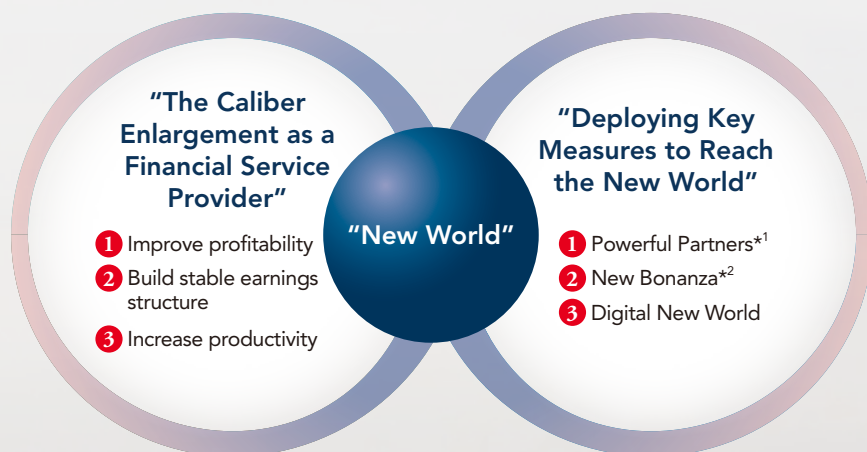 “The Caliber
Enlargement as a
Financial Service
Provider”
1 Improve profitability
2 Build stable earnings
structure
3 Increase productivity
“New World”
“Deploying Key
Measures to Reach
the New World”
1 Powerful Partners*1
2 New Bonanza*2
3 Digital New World